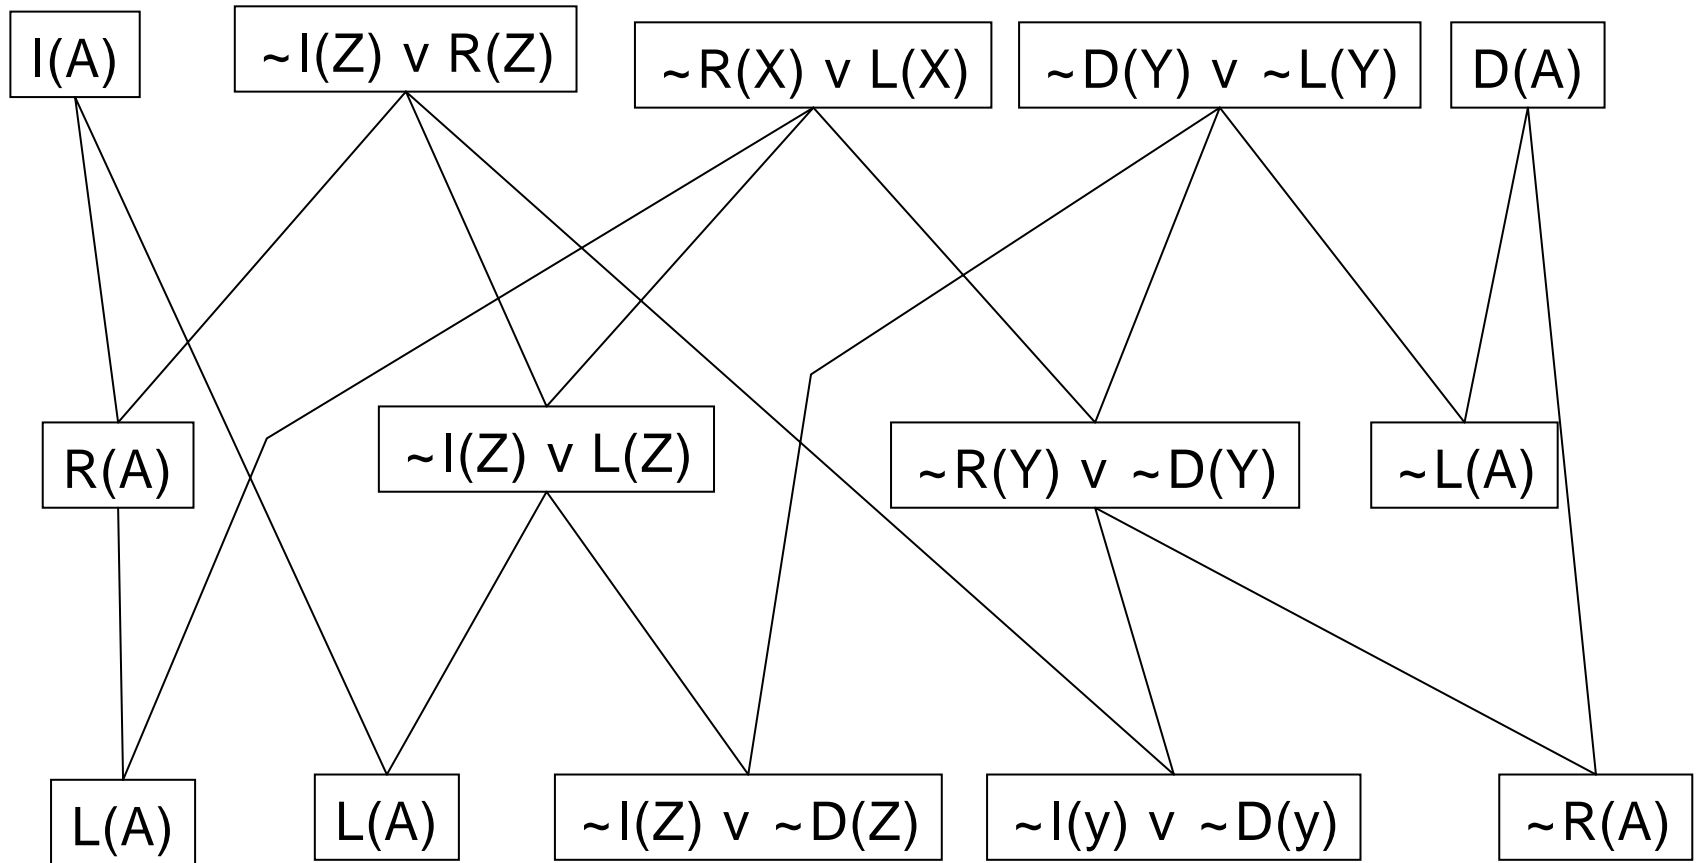 I(A)
~I(Z) v R(Z)
~R(X) v L(X)
~D(Y) v ~L(Y)
D(A)
R(A)
~I(Z) v L(Z)
~R(Y) v ~D(Y)
~L(A)
L(A)
L(A)
~I(Z) v ~D(Z)
~I(y) v ~D(y)
~R(A)